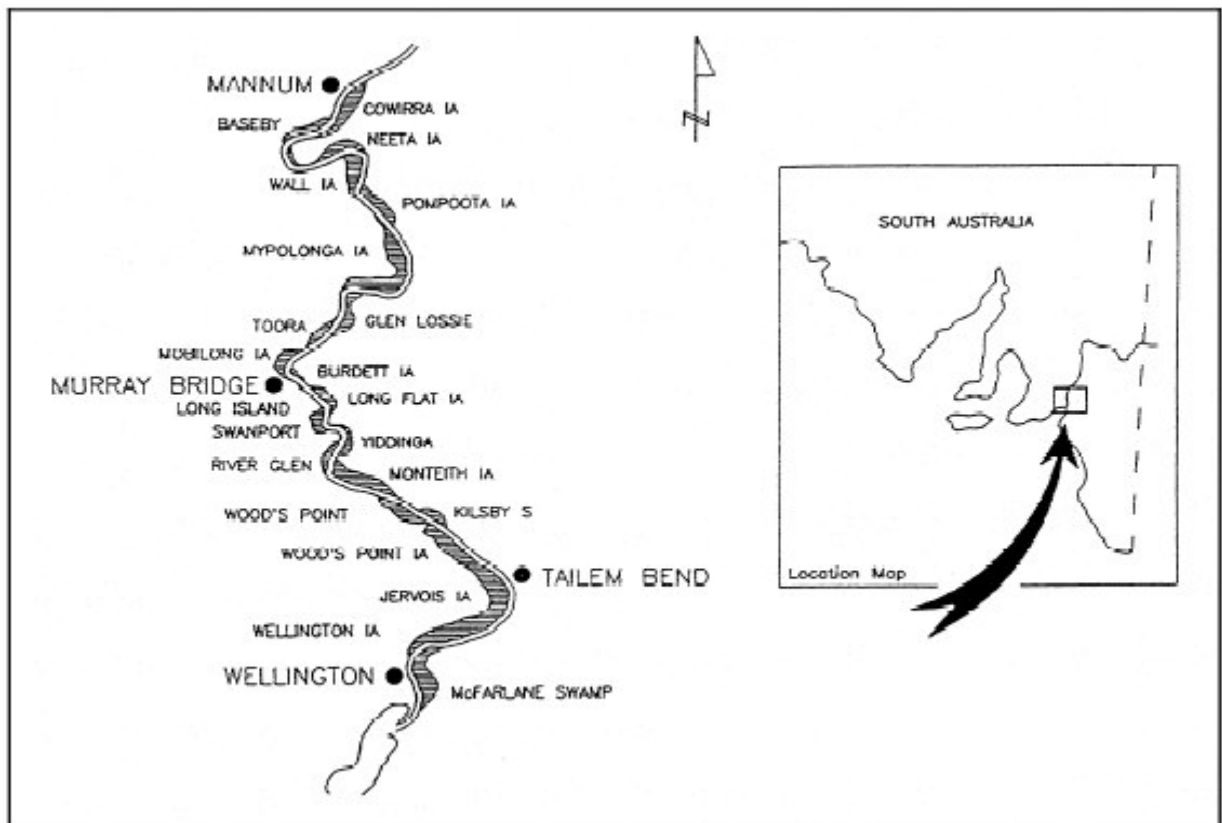 MANNUM
COWIRRA IA
BASEBY
NEETA IA
WALL IA
POMPOOTA IA
MYPOLONGA IA
TOORA
GLEN LOSSIE
MOBILONG IA
BURDETT IA
MURRAY BRIDGE
LONG FLAT IA
LONG ISLAND
SWANPORT
YIDDINGA
RIVER GLEN
MONTEITH IA
WOOD'S POINT
KILSBY S
WOOD'S POINT IA
TAILEM BEND
JERVOIS IA
WELLINGTON IA
WELLINGTON
McFARLANE SWAMP
N
SOUTH AUSTRALIA
Location Map